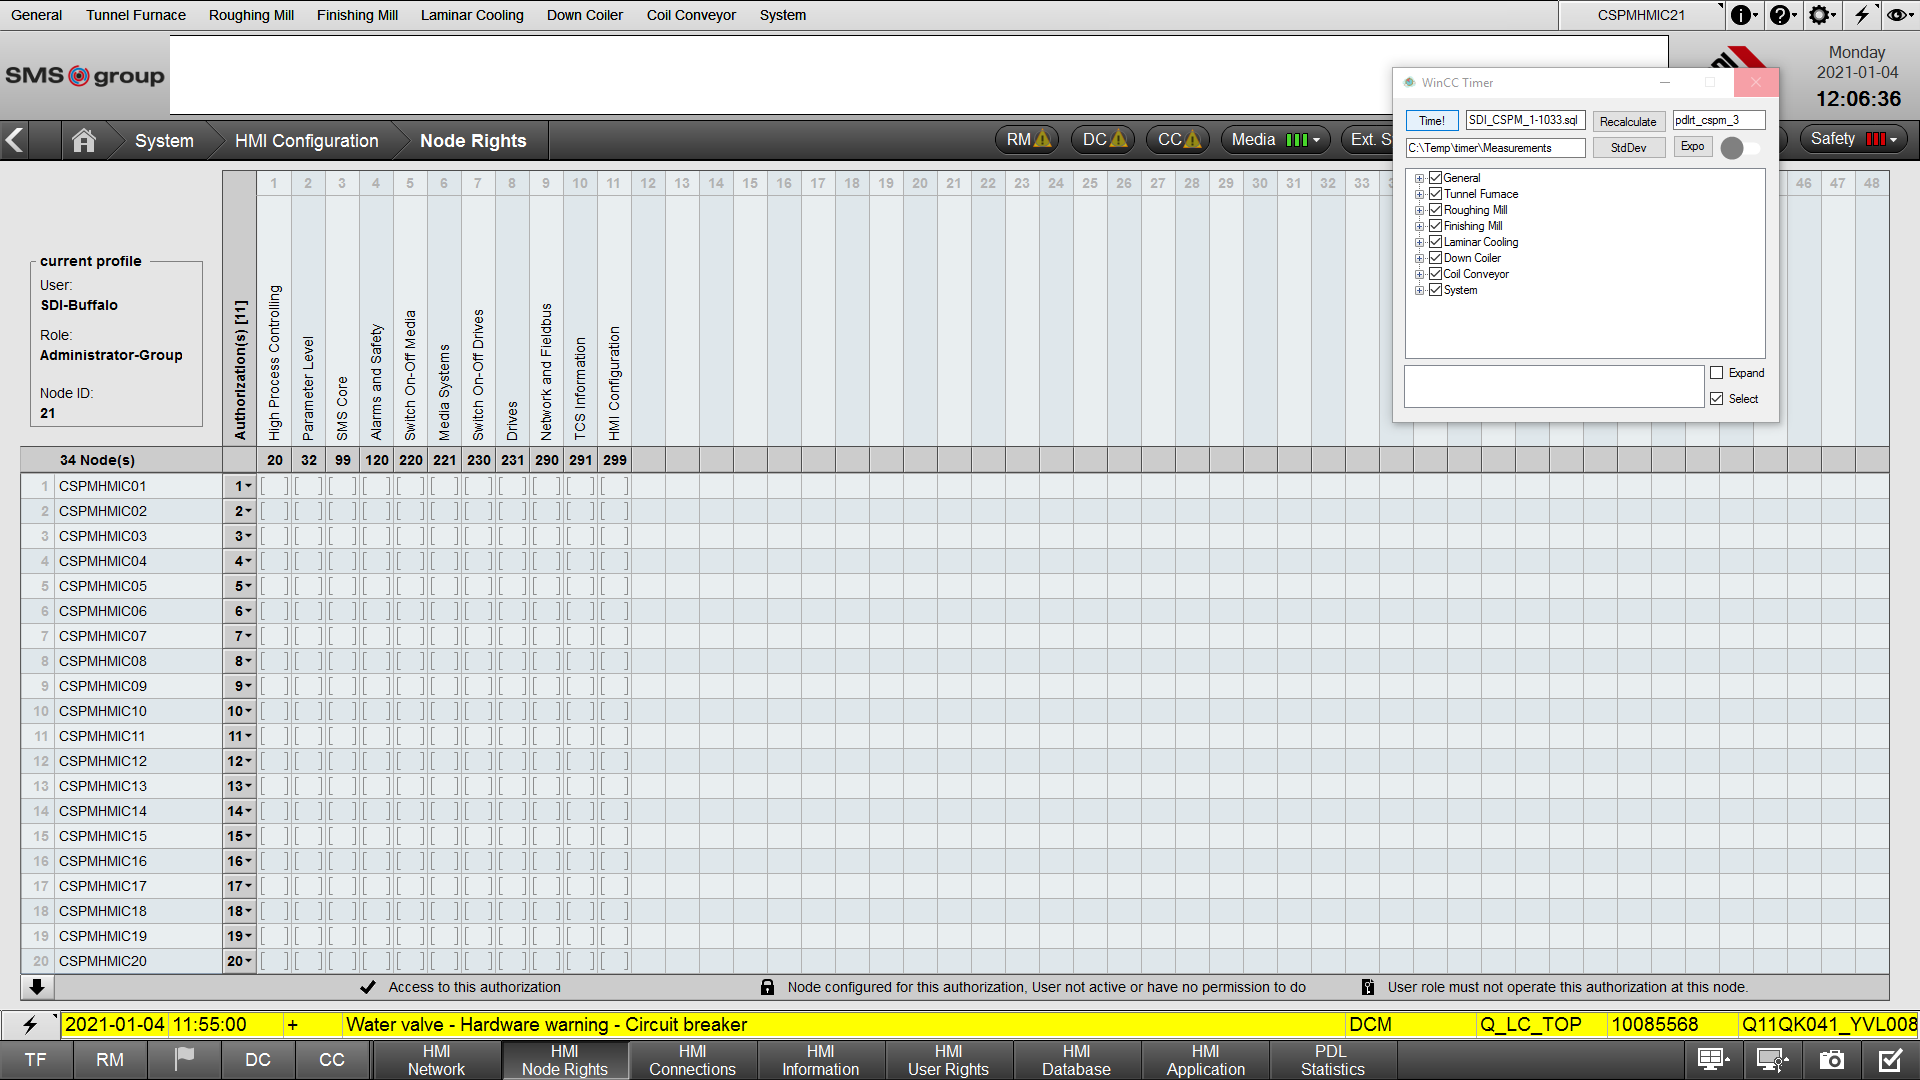 General Tunnel Furnace Roughing Mill Finishing Mill Laminar Cooling Down Coiler Coil Conveyor System CSPMHMIC21
SMS group
Monday
2021-01-04
12:06:36
System HMI Configuration Node Rights RM DC CC Media Ext. S Safety
WinCC Timer
Time! SDI_CSPM_1-1033.sql Recalculate pdlrt_cspm_3
C:\Temp\timer\Measurements StdDev Expo
General
Tunnel Furnace
Roughing Mill
Finishing Mill
Laminar Cooling
Down Coiler
Coil Conveyor
System
Expand
Select
1 2 3 4 5 6 7 8 9 10 11 12 13 14 15 16 17 18 19 20 21 22 23 24 25 26 27 28 29 30 31 32 33 46 47 48
current profile
User:
SDI-Buffalo
Role:
Administrator-Group
Node ID:
21
Authorization(s) [11]
High Process Controlling
Parameter Level
SMS Core
Alarms and Safety
Switch On-Off Media
Media Systems
Switch On-Off Drives
Drives
Network and Fieldbus
TCS Information
HMI Configuration
34 Node(s) 20 32 99 120 220 221 230 231 290 291 299
1 CSPMHMIC01 1
2 CSPMHMIC02 2
3 CSPMHMIC03 3
4 CSPMHMIC04 4
5 CSPMHMIC05 5
6 CSPMHMIC06 6
7 CSPMHMIC07 7
8 CSPMHMIC08 8
9 CSPMHMIC09 9
10 CSPMHMIC10 10
11 CSPMHMIC11 11
12 CSPMHMIC12 12
13 CSPMHMIC13 13
14 CSPMHMIC14 14
15 CSPMHMIC15 15
16 CSPMHMIC16 16
17 CSPMHMIC17 17
18 CSPMHMIC18 18
19 CSPMHMIC19 19
20 CSPMHMIC20 20
Access to this authorization Node configured for this authorization, User not active or have no permission to do User role must not operate this authorization at this node.
2021-01-04 11:55:00 + Water valve - Hardware warning - Circuit breaker DCM Q_LC_TOP 10085568 Q11QK041_YVL008
TF RM DC CC
HMI Network
HMI Node Rights
HMI Connections
HMI Information
HMI User Rights
HMI Database
HMI Application
PDL Statistics